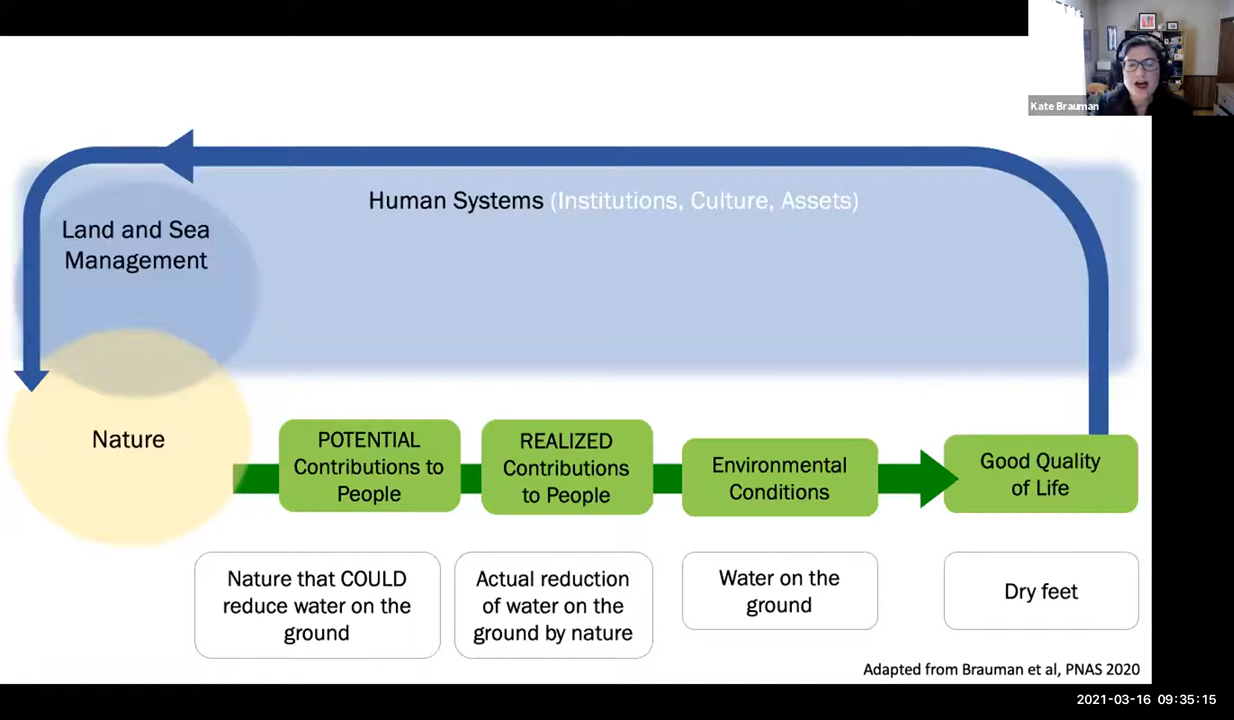 Kate Brauman
Human Systems (Institutions, Culture, Assets)
Land and Sea
Management
Nature
POTENTIAL
Contributions to
People
REALIZED
Contributions
to People
Environmental
Conditions
Good Quality
of Life
Nature that COULD
reduce water on the
ground
Actual reduction
of water on the
ground by nature
Water on the
ground
Dry feet
Adapted from Brauman et al, PNAS 2020
2021-03-16 09:35:15